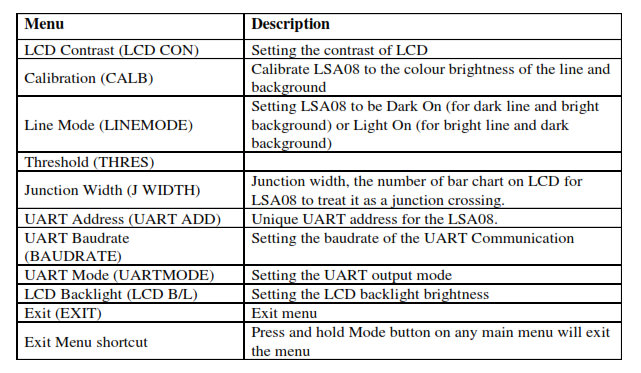 Menu Description
LCD Contrast (LCD CON) Setting the contrast of LCD
Calibration (CALB) Calibrate LSA08 to the colour brightness of the line and
background
Line Mode (LINEMODE) Setting LSA08 to be Dark On (for dark line and bright
background) or Light On (for bright line and dark
background)
Threshold (THRES)
Junction Width (J WIDTH) Junction width, the number of bar chart on LCD for
LSA08 to treat it as a junction crossing.
UART Address (UART ADD) Unique UART address for the LSA08.
UART Baudrate Setting the baudrate of the UART Communication
(BAUDRATE)
UART Mode (UARTMODE) Setting the UART output mode
LCD Backlight (LCD B/L) Setting the LCD backlight brightness
Exit (EXIT) Exit menu
Exit Menu shortcut Press and hold Mode button on any main menu will exit
the menu